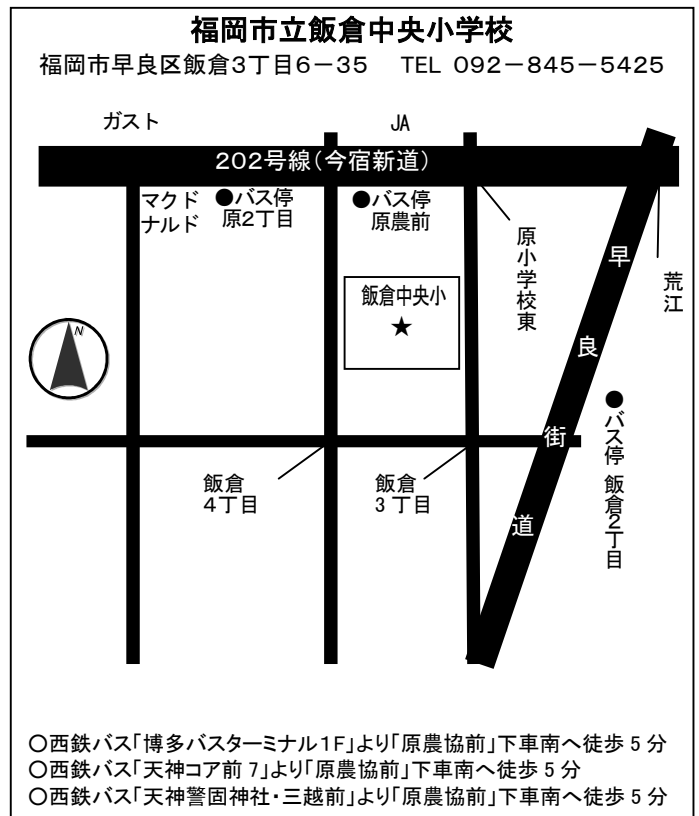 福岡市立飯倉中央小学校
福岡市早良区飯倉3丁目6-35　TEL 092-845-5425
ガスト
JA
202号線(今宿新道)
マクド
ナルド
●バス停
原2丁目
●バス停
原農前
原小学校東
荒江
飯倉中央小
★
N
早良街道
●バス停 飯倉2丁目
飯倉
4丁目
飯倉
3丁目
○西鉄バス「博多バスターミナル1F」より「原農協前」下車南へ徒歩5分
○西鉄バス「天神コア前7」より「原農協前」下車南へ徒歩5分
○西鉄バス「天神警固神社・三越前」より「原農協前」下車南へ徒歩5分